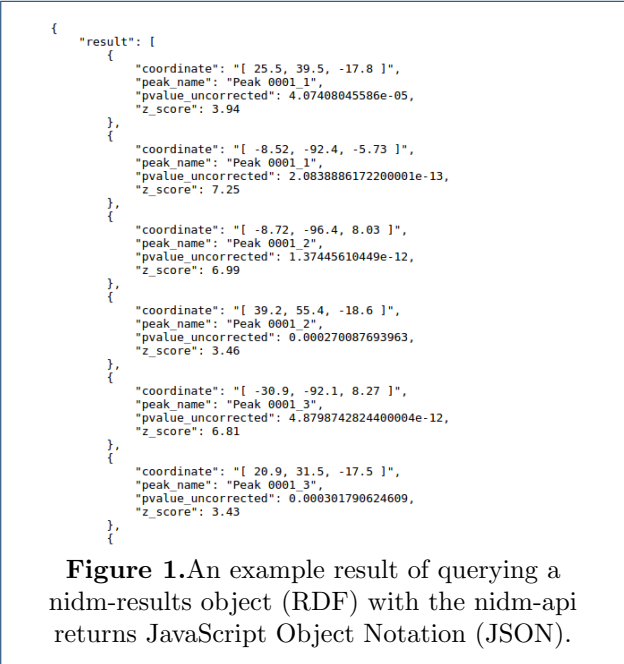 {
"result": [
{
"coordinate": "[ 25.5, 39.5, -17.8 ]",
"peak_name": "Peak 0001_1",
"pvalue_uncorrected": 4.07408045586e-05,
"z_score": 3.94
},
{
"coordinate": "[ -8.52, -92.4, -5.73 ]",
"peak_name": "Peak 0001_1",
"pvalue_uncorrected": 2.0838886172200001e-13,
"z_score": 7.25
},
{
"coordinate": "[ -8.72, -96.4, 8.03 ]",
"peak_name": "Peak 0001_2",
"pvalue_uncorrected": 1.37445610449e-12,
"z_score": 6.99
},
{
"coordinate": "[ 39.2, 55.4, -18.6 ]",
"peak_name": "Peak 0001_2",
"pvalue_uncorrected": 0.000270087693963,
"z_score": 3.46
},
{
"coordinate": "[ -30.9, -92.1, 8.27 ]",
"peak_name": "Peak 0001_3",
"pvalue_uncorrected": 4.8798742824400004e-12,
"z_score": 6.81
},
{
"coordinate": "[ 20.9, 31.5, -17.5 ]",
"peak_name": "Peak 0001_3",
"pvalue_uncorrected": 0.000301790624609,
"z_score": 3.43
},
{
Figure 1.An example result of querying a
nidm-results object (RDF) with the nidm-api
returns JavaScript Object Notation (JSON).